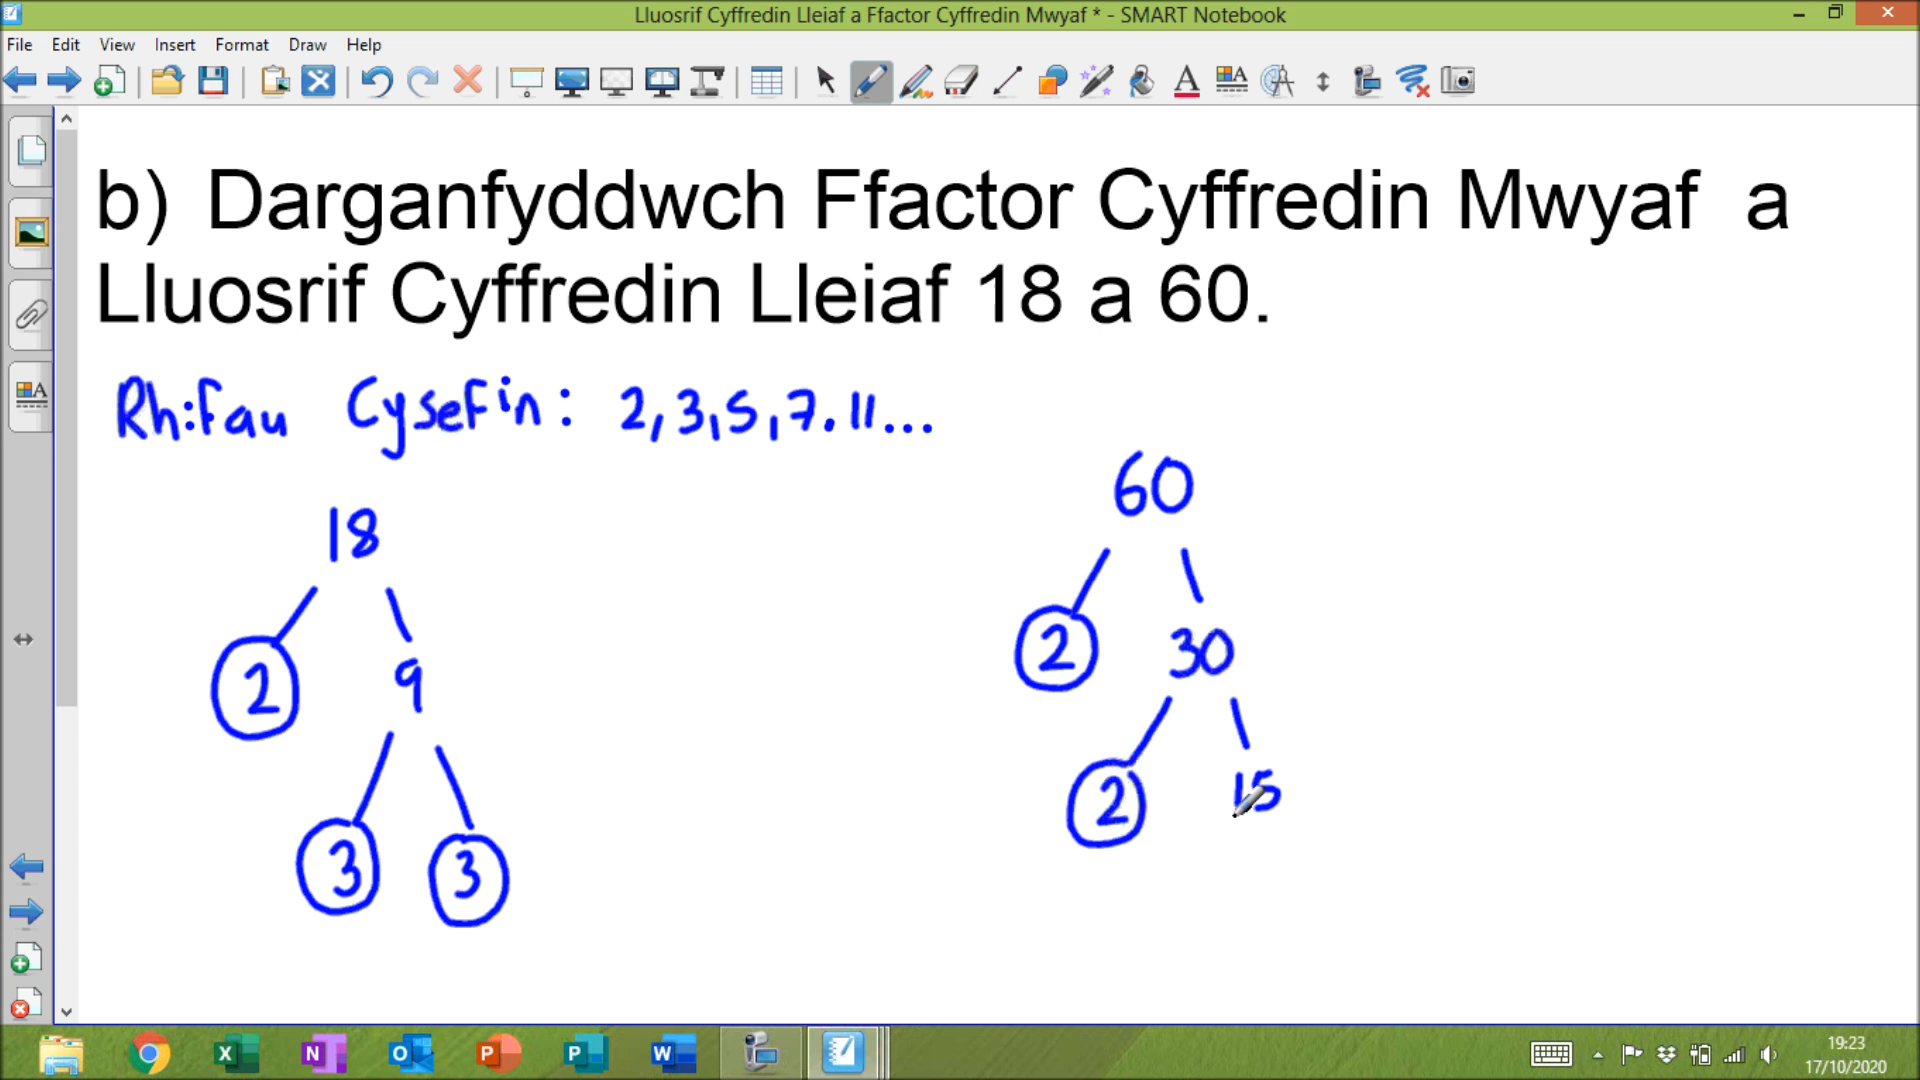 Lluosrif Cyffredin Lleiaf a Ffactor Cyffredin Mwyaf * - SMART Notebook
File Edit View Insert Format Draw Help
b) Darganfyddwch Ffactor Cyffredin Mwyaf a
Lluosrif Cyffredin Lleiaf 18 a 60.
Rhifau Cysefin: 2, 3, 5, 7. 11...
60
18
2 30
2 9
2 15
3 3
19:23
17/10/2020